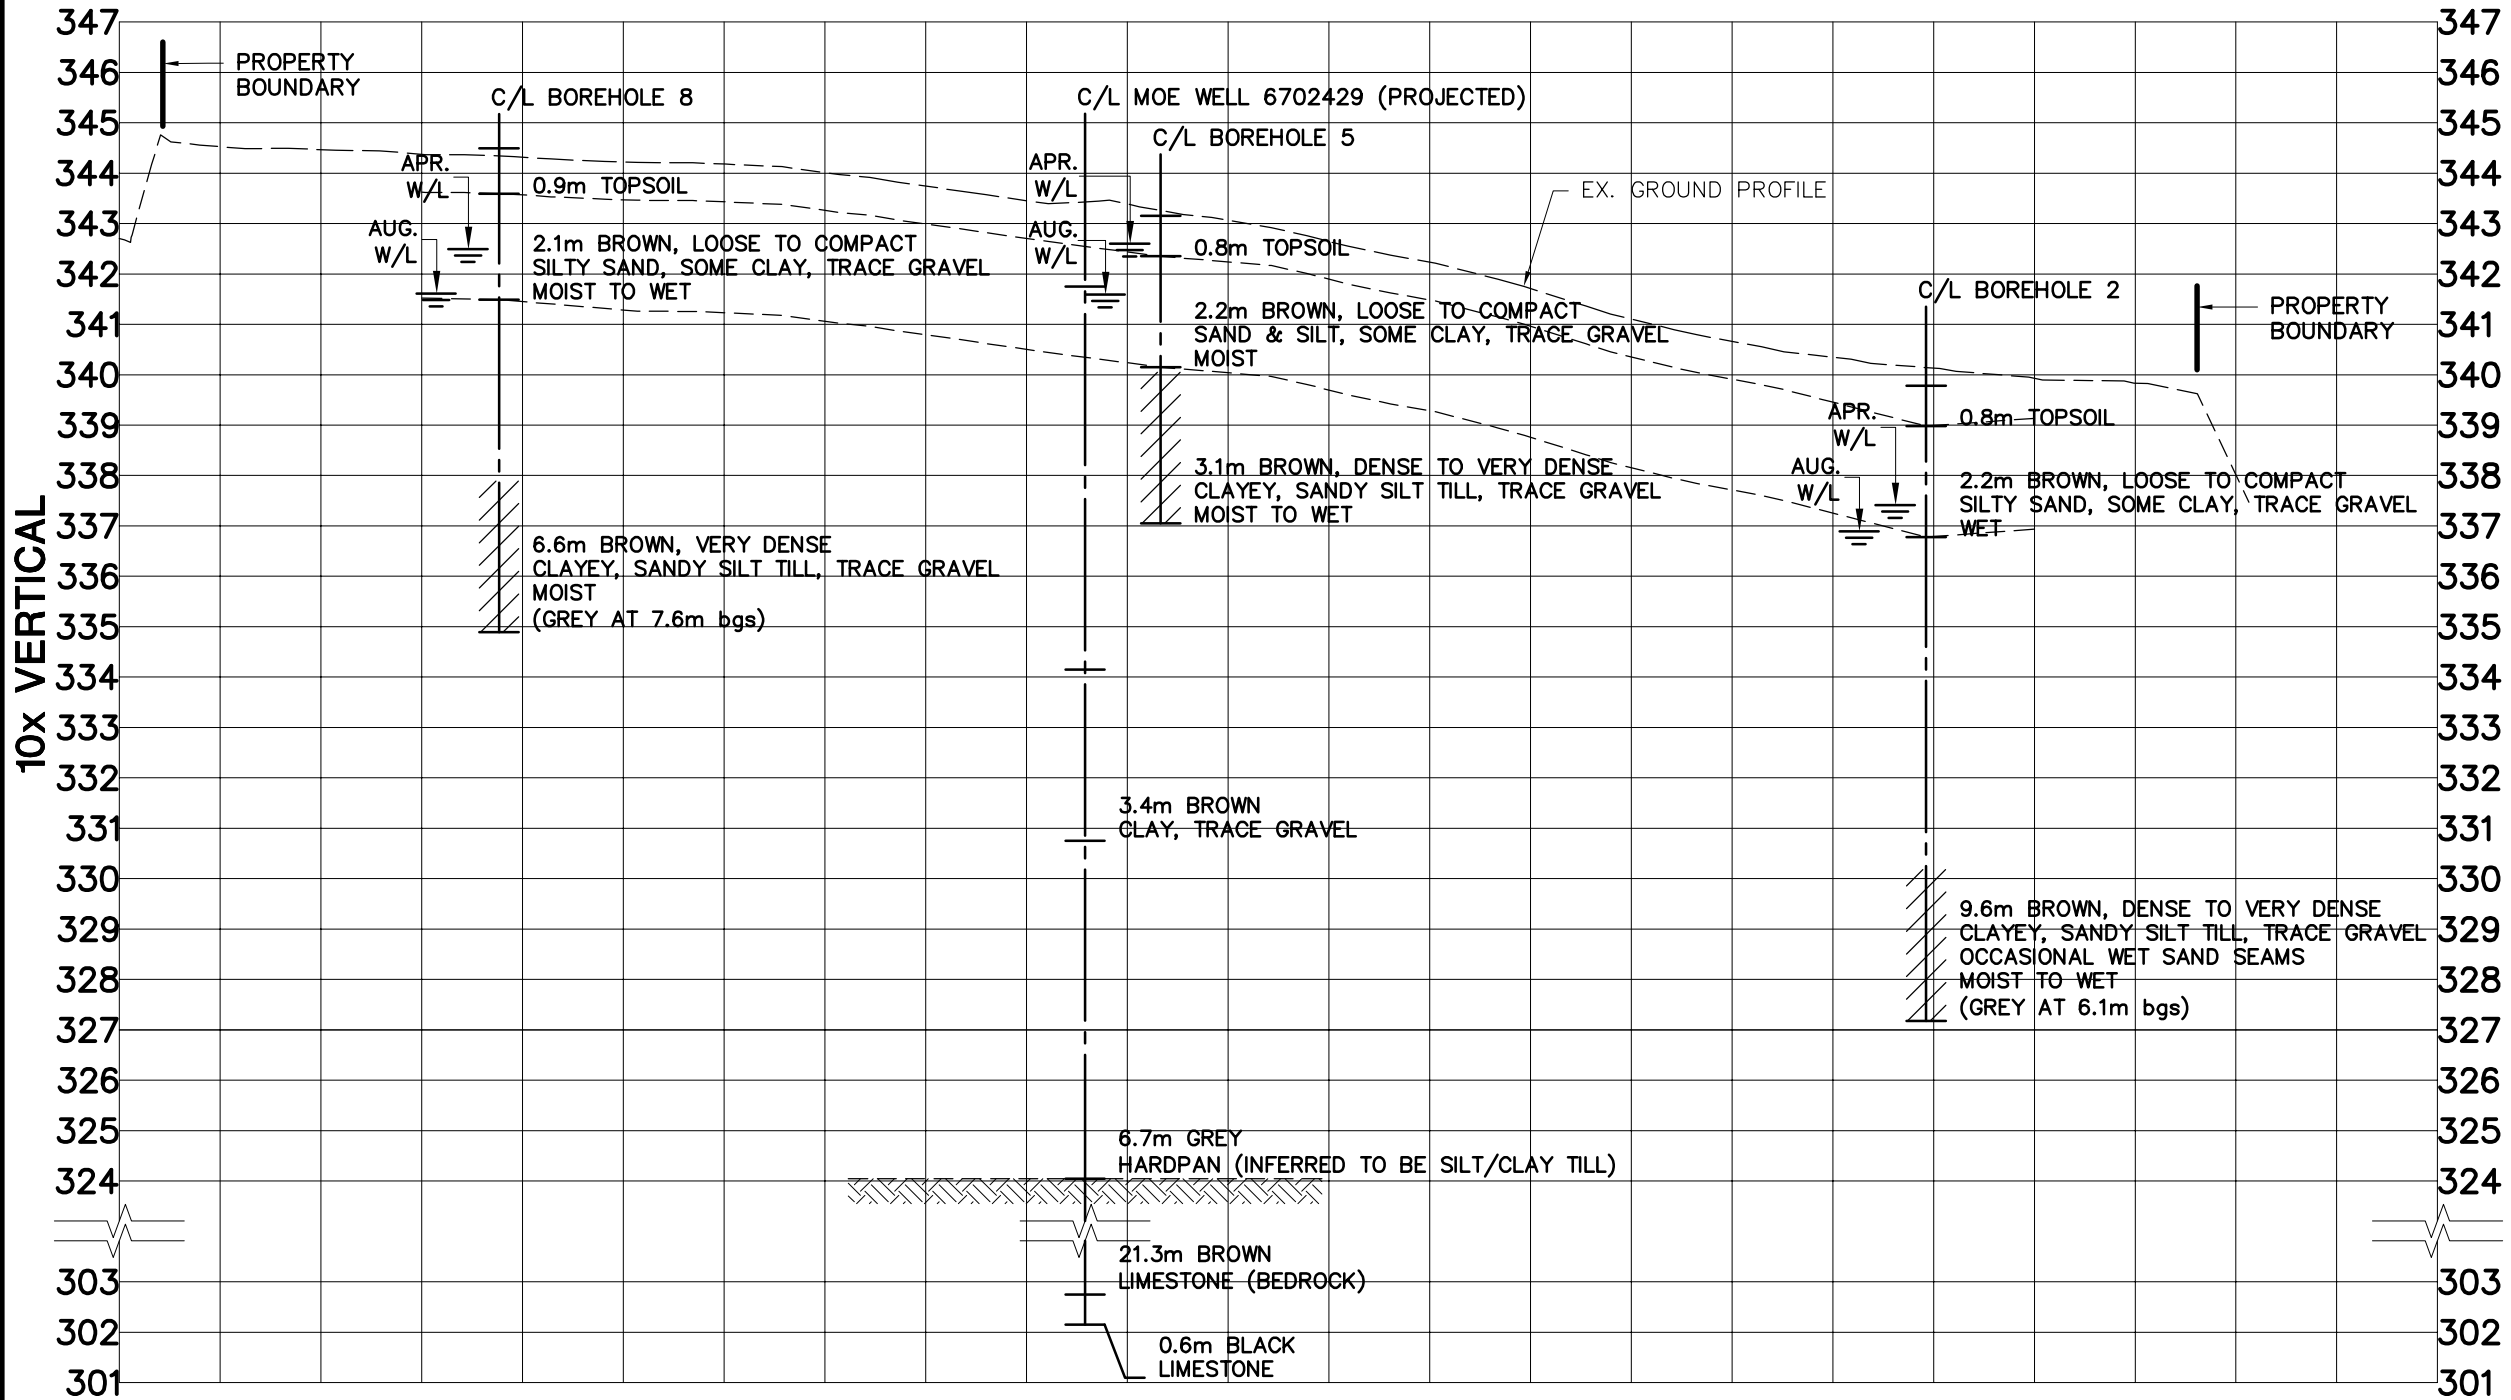 10x VERTICAL
347
346
345
344
343
342
341
340
339
338
337
336
335
334
333
332
331
330
329
328
327
326
325
324
303
302
301
PROPERTY
BOUNDARY
C/L BOREHOLE 8
APR.
W/L
AUG.
W/L
0.9m TOPSOIL
2.1m BROWN, LOOSE TO COMPACT
SILTY SAND, SOME CLAY, TRACE GRAVEL
MOIST TO WET
6.6m BROWN, VERY DENSE
CLAYEY, SANDY SILT TILL, TRACE GRAVEL
MOIST
(GREY AT 7.6m bgs)
C/L MOE WELL 6702429 (PROJECTED)
C/L BOREHOLE 5
APR.
W/L
AUG.
W/L
0.8m TOPSOIL
2.2m BROWN, LOOSE TO COMPACT
SAND & SILT, SOME CLAY, TRACE GRAVEL
MOIST
3.1m BROWN, DENSE TO VERY DENSE
CLAYEY, SANDY SILT TILL, TRACE GRAVEL
MOIST TO WET
3.4m BROWN
CLAY, TRACE GRAVEL
6.7m GREY
HARDPAN (INFERRED TO BE SILT/CLAY TILL)
21.3m BROWN
LIMESTONE (BEDROCK)
0.6m BLACK
LIMESTONE
EX. GROUND PROFILE
C/L BOREHOLE 2
PROPERTY
BOUNDARY
APR.
W/L
AUG.
W/L
0.8m TOPSOIL
2.2m BROWN, LOOSE TO COMPACT
SILTY SAND, SOME CLAY, TRACE GRAVEL
WET
9.6m BROWN, DENSE TO VERY DENSE
CLAYEY, SANDY SILT TILL, TRACE GRAVEL
OCCASIONAL WET SAND SEAMS
MOIST TO WET
(GREY AT 6.1m bgs)
347
346
345
344
343
342
341
340
339
338
337
336
335
334
333
332
331
330
329
328
327
326
325
324
303
302
301